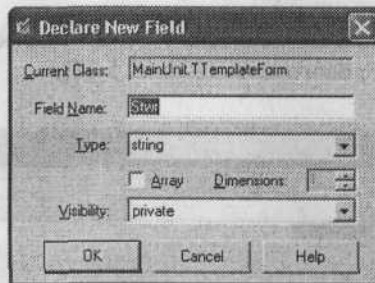 Declare New Field
Current Class: MainUnit.TTemplateForm
Field Name:
Type: string
Array Dimensions:
Visibility: private
OK Cancel Help